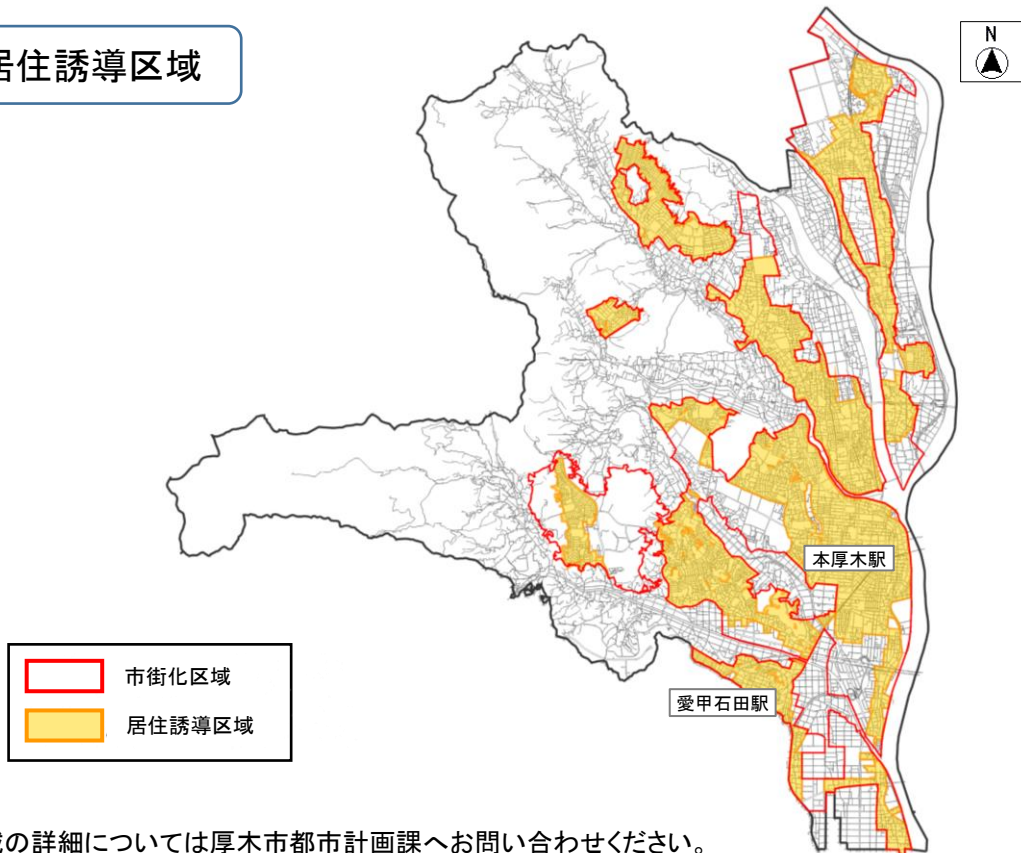 居住誘導区域
N
本厚木駅
愛甲石田駅
市街化区域
居住誘導区域
域の詳細については厚木市都市計画課へお問い合わせください。